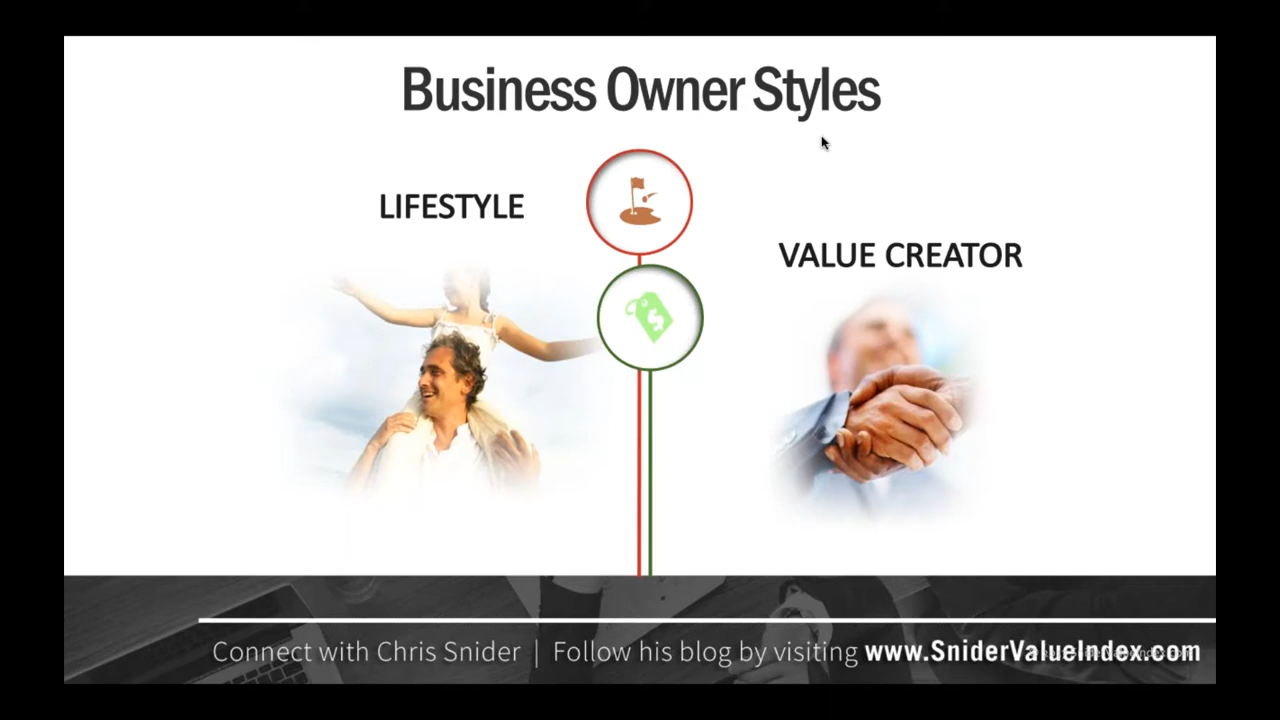 Business Owner Styles
LIFESTYLE
VALUE CREATOR
$
Connect with Chris Snider | Follow his blog by visiting www.SniderValueIndex.com